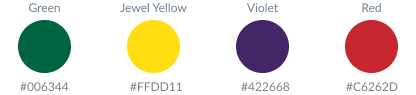 Green Jewel Yellow Violet Red
#006344 #FFDD11 #422668 #C6262D